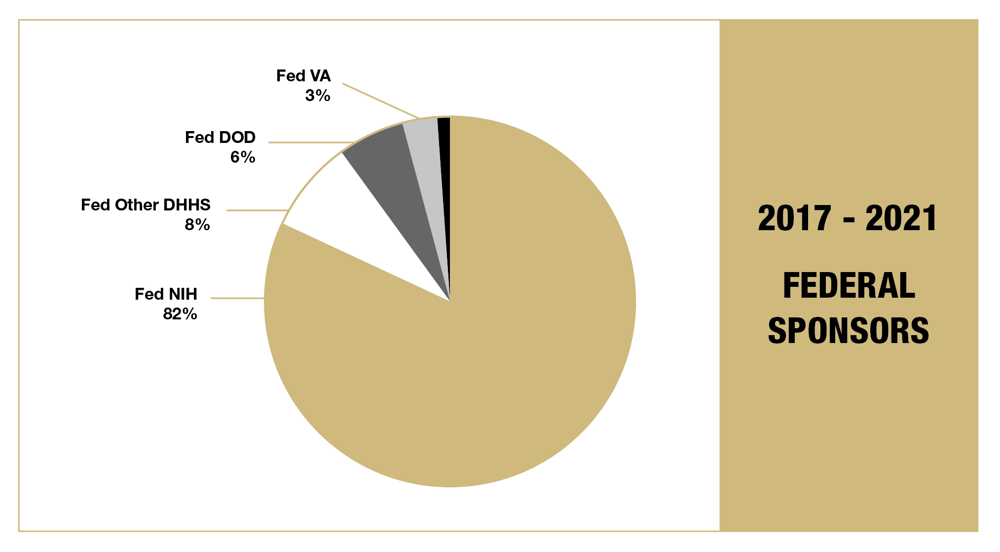 Fed VA
3%
Fed DOD
6%
Fed Other DHHS
8%
Fed NIH
82%
2017 - 2021
FEDERAL
SPONSORS